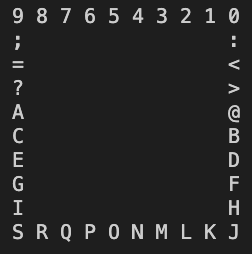 9 8 7 6 5 4 3 2 1 0
; :
= <
? >
A @
C B
E D
G F
I H
S R Q P O N M L K J